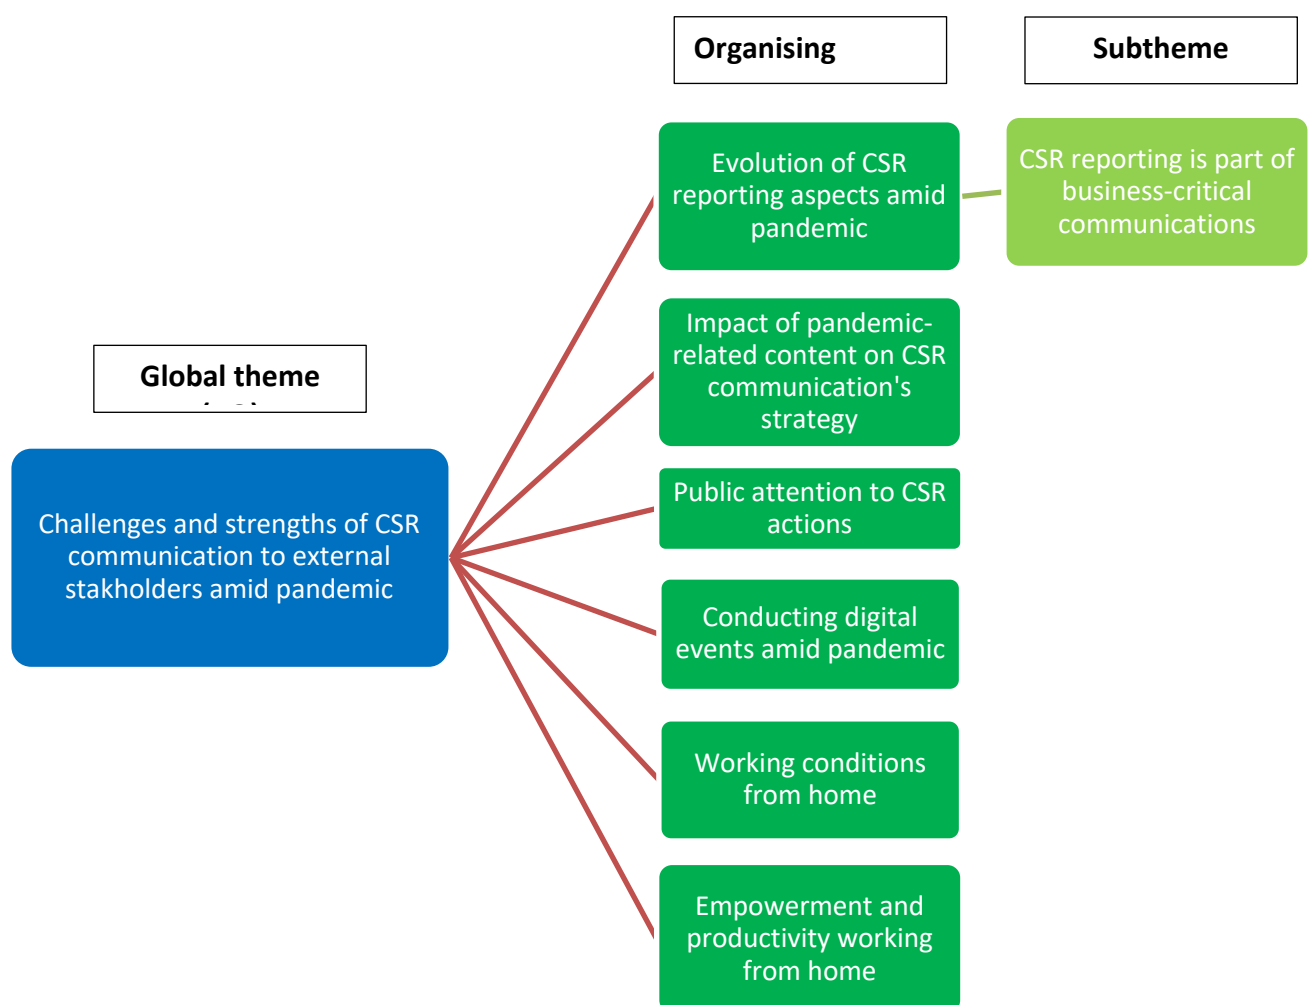 Organising
Subtheme
Evolution of CSR
reporting aspects amid
pandemic
CSR reporting is part of
business-critical
communications
Impact of pandemic-
related content on CSR
communication's
strategy
Global theme
Public attention to CSR
actions
Challenges and strengths of CSR
communication to external
stakholders amid pandemic
Conducting digital
events amid pandemic
Working conditions
from home
Empowerment and
productivity working
from home